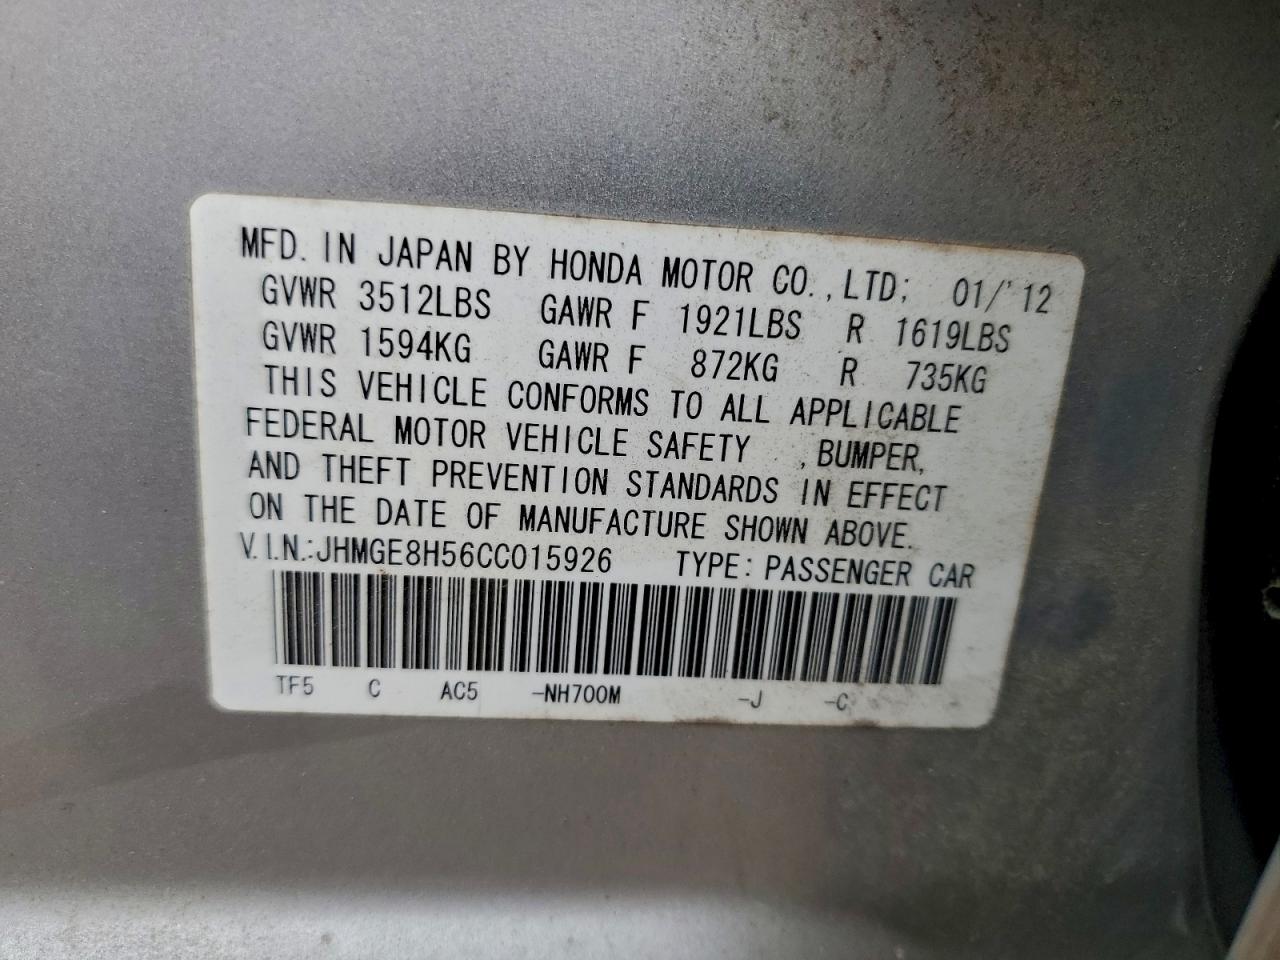 MFD. IN JAPAN BY HONDA MOTOR CO., LTD; 01/'12
GVWR 3512LBS GAWR F 1921LBS R 1619LBS
GVWR 1594KG GAWR F 872KG R 735KG
THIS VEHICLE CONFORMS TO ALL APPLICABLE
FEDERAL MOTOR VEHICLE SAFETY , BUMPER,
AND THEFT PREVENTION STANDARDS IN EFFECT
ON THE DATE OF MANUFACTURE SHOWN ABOVE.
V.I.N.:JHMGE8H56CC015926 TYPE: PASSENGER CAR
TF5 C AC5 -NH700M -J -C